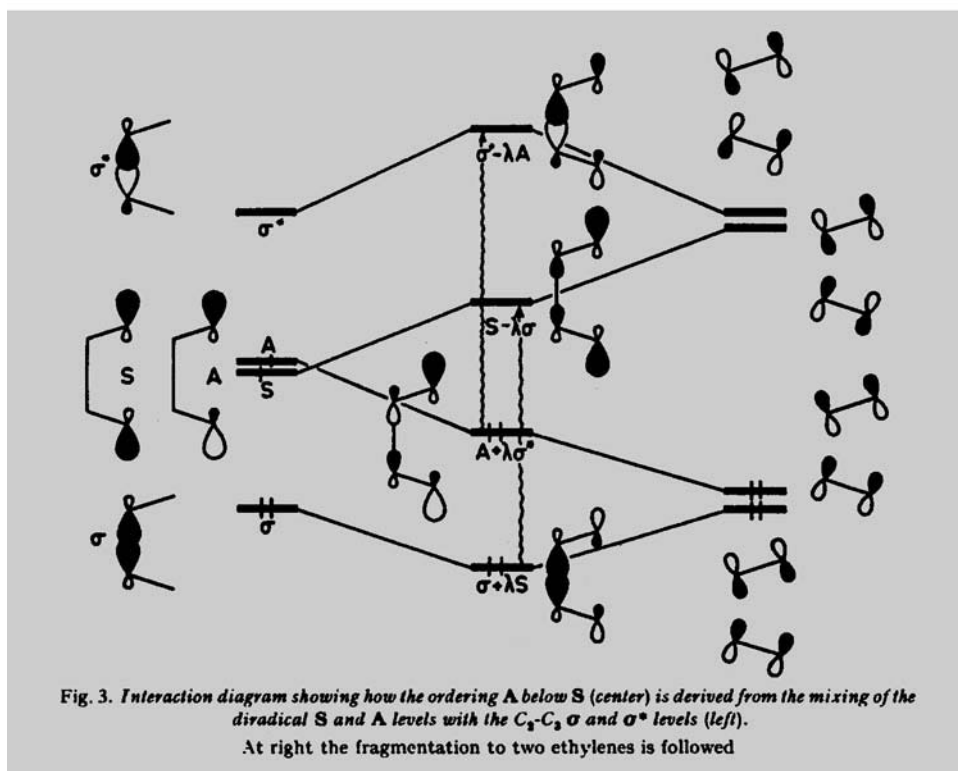 σ*
σ*
σ*-λA
S-λσ
S
A
A
S
A+λσ*
σ
σ
σ+λS
Fig. 3. Interaction diagram showing how the ordering A below S (center) is derived from the mixing of the
diradical S and A levels with the C₂-C₃ σ and σ* levels (left).
At right the fragmentation to two ethylenes is followed